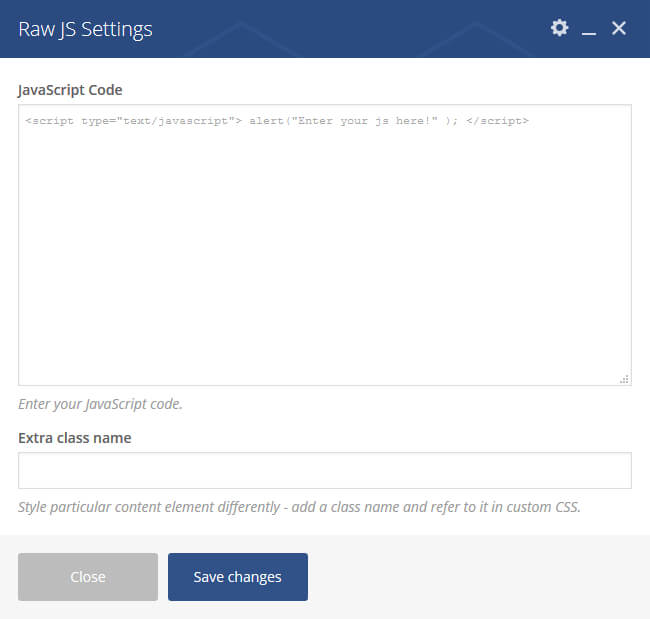 Raw JS Settings
JavaScript Code
<script type="text/javascript"> alert("Enter your js here!" ); </script>
Enter your JavaScript code.
Extra class name
Style particular content element differently - add a class name and refer to it in custom CSS.
Close
Save changes